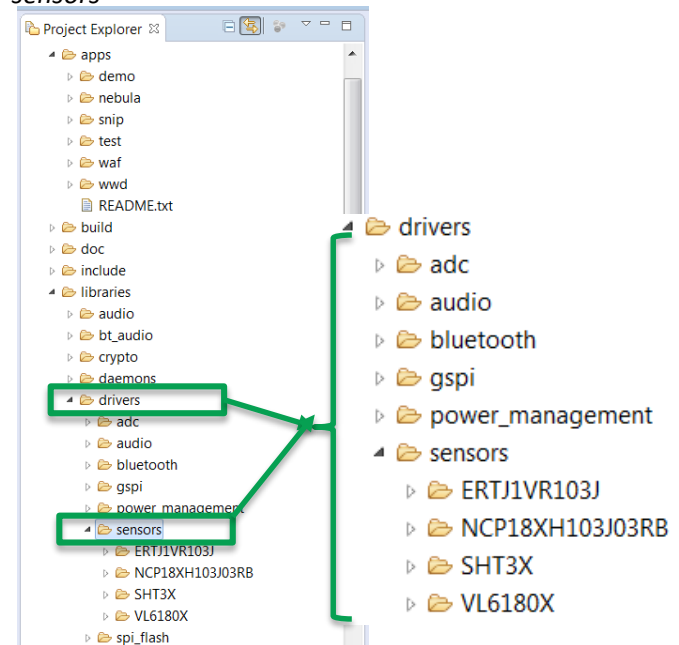 sensors
Project Explorer
apps
demo
nebula
snip
test
waf
wwd
README.txt
build
doc
include
libraries
audio
bt_audio
crypto
daemons
drivers
adc
audio
bluetooth
gspi
power_management
sensors
ERTJ1VR103J
NCP18XH103J03RB
SHT3X
VL6180X
spi_flash
drivers
adc
audio
bluetooth
gspi
power_management
sensors
ERTJ1VR103J
NCP18XH103J03RB
SHT3X
VL6180X